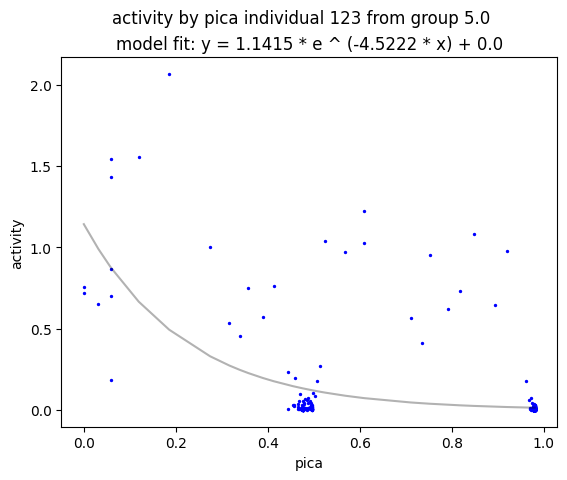 activity by pica individual 123 from group 5.0
model fit: y = 1.1415 * e ^ (-4.5222 * x) + 0.0
2.0
1.5
1.0
0.5
0.0
activity
0.0 0.2 0.4 0.6 0.8 1.0
pica